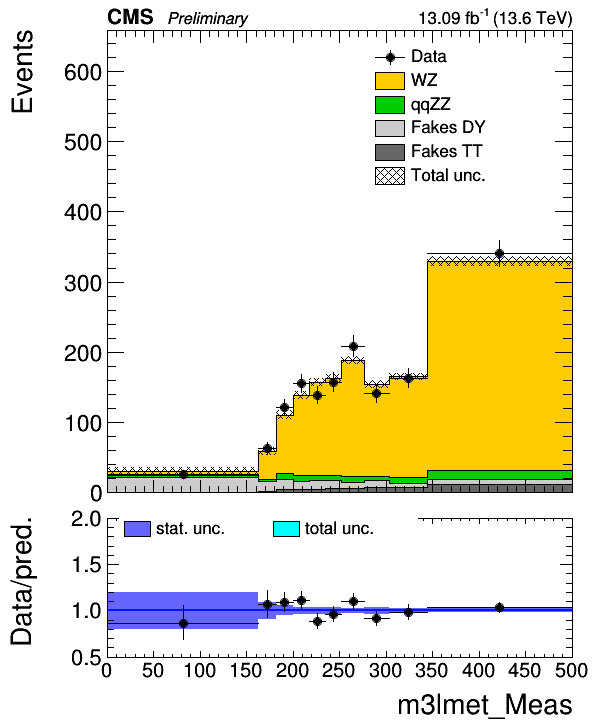 CMS Preliminary 13.09 fb⁻¹ (13.6 TeV)
Events
600
500
400
300
200
100
0
Data
WZ
qqZZ
Fakes DY
Fakes TT
Total unc.
Data/pred.
2.0
1.5
1.0
0.5
stat. unc.
total unc.
0 50 100 150 200 250 300 350 400 450 500
m3lmet_Meas